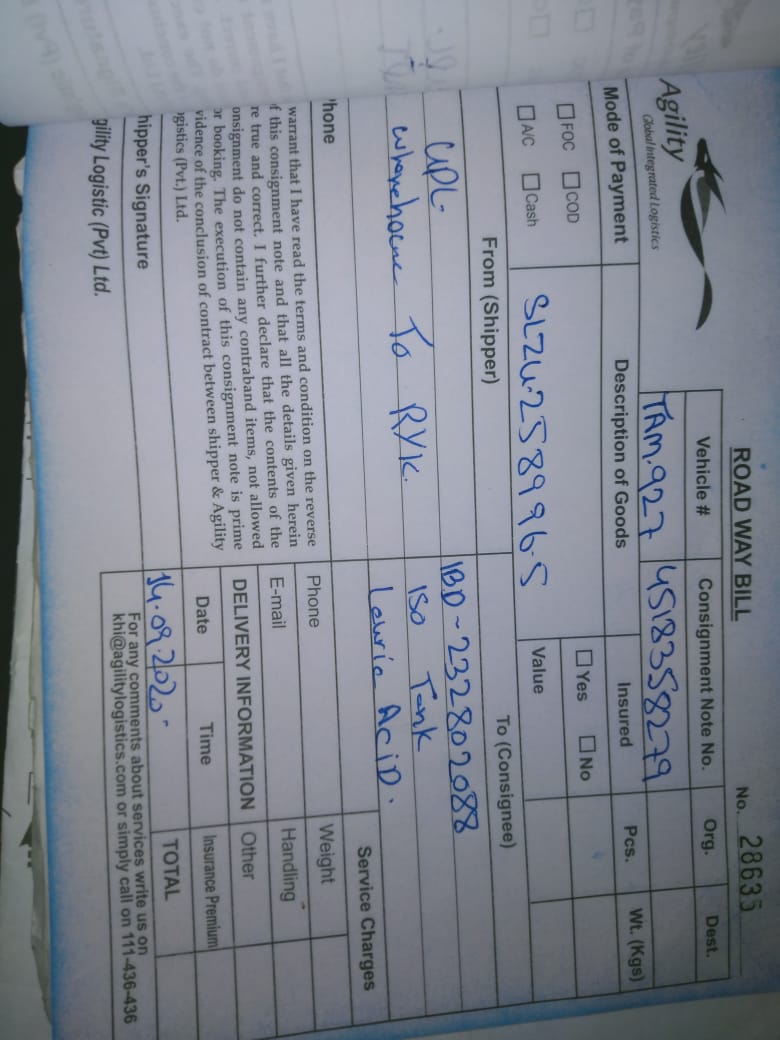 ROAD WAY BILL
No. 28635
Agility
Global Integrated Logistics
Vehicle #
Consignment Note No.
Org.
Dest.
TAM.927
4518358279
Mode of Payment
Description of Goods
Insured
Pcs.
Wt. (Kgs)
FOC
COD
Yes
No
A/C
Cash
SLZU-258996-5
Value
From (Shipper)
To (Consignee)
UPL
IBD-232802088
To RYK.
ISO Tank
Lauric AciD.
Service Charges
hone
Phone
Weight
warrant that I have read the terms and condition on the reverse
f this consignment note and that all the details given herein
re true and correct. I further declare that the contents of the
onsignment do not contain any contraband items, not allowed
or booking. The execution of this consignment note is prime
vidence of the conclusion of contract between shipper & Agility
ogistics (Pvt.) Ltd.
E-mail
Handling
DELIVERY INFORMATION
Other
Date
Time
Insurance Premium
14.09.2020-
TOTAL
hipper's Signature
For any comments about services write us on
khi@agilitylogistics.com or simply call on 111-436-436
gility Logistic (Pvt) Ltd.